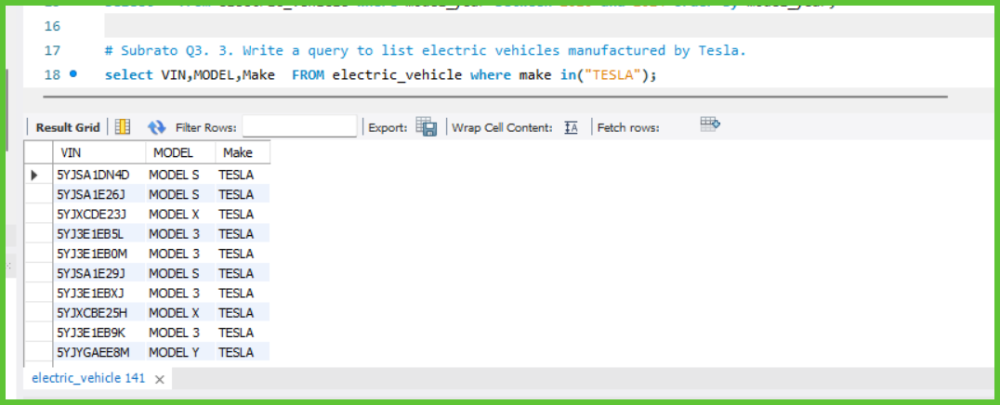 16
17 # Subrato Q3. 3. Write a query to list electric vehicles manufactured by Tesla.
18 select VIN,MODEL,Make FROM electric_vehicle where make in("TESLA");
Result Grid Filter Rows: Export: Wrap Cell Content: Fetch rows:
VIN MODEL Make
5YJSA1DN4D MODEL S TESLA
5YJSA1E26J MODEL S TESLA
5YJXCDE23J MODEL X TESLA
5YJ3E1EB5L MODEL 3 TESLA
5YJ3E1EB0M MODEL 3 TESLA
5YJSA1E29J MODEL S TESLA
5YJ3E1EBXJ MODEL 3 TESLA
5YJXCBE25H MODEL X TESLA
5YJ3E1EB9K MODEL 3 TESLA
5YJYGAEE8M MODEL Y TESLA
electric_vehicle 141